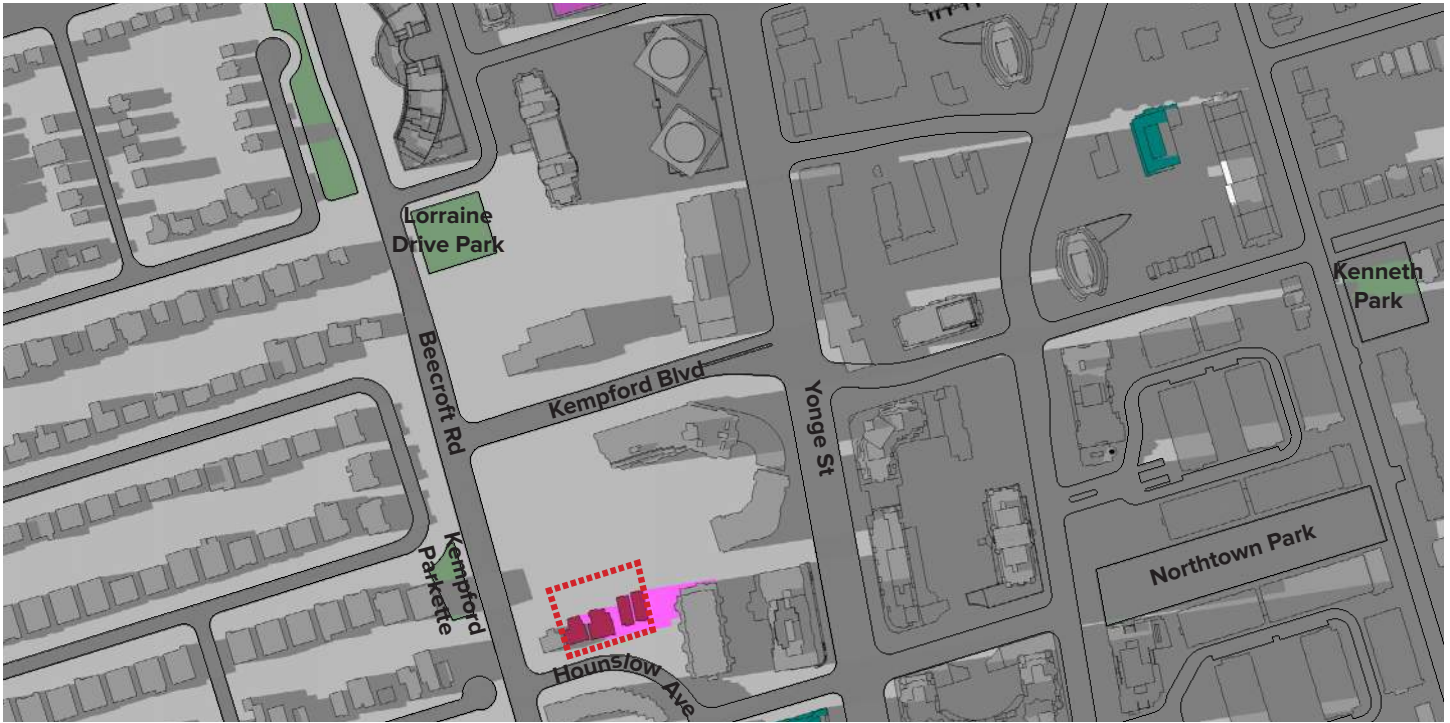 Lorraine
Drive Park
Kenneth
Park
Beecroft Rd
Kempford Blvd
Yonge St
Kempford
Parkette
Northtown Park
Hounslow Ave